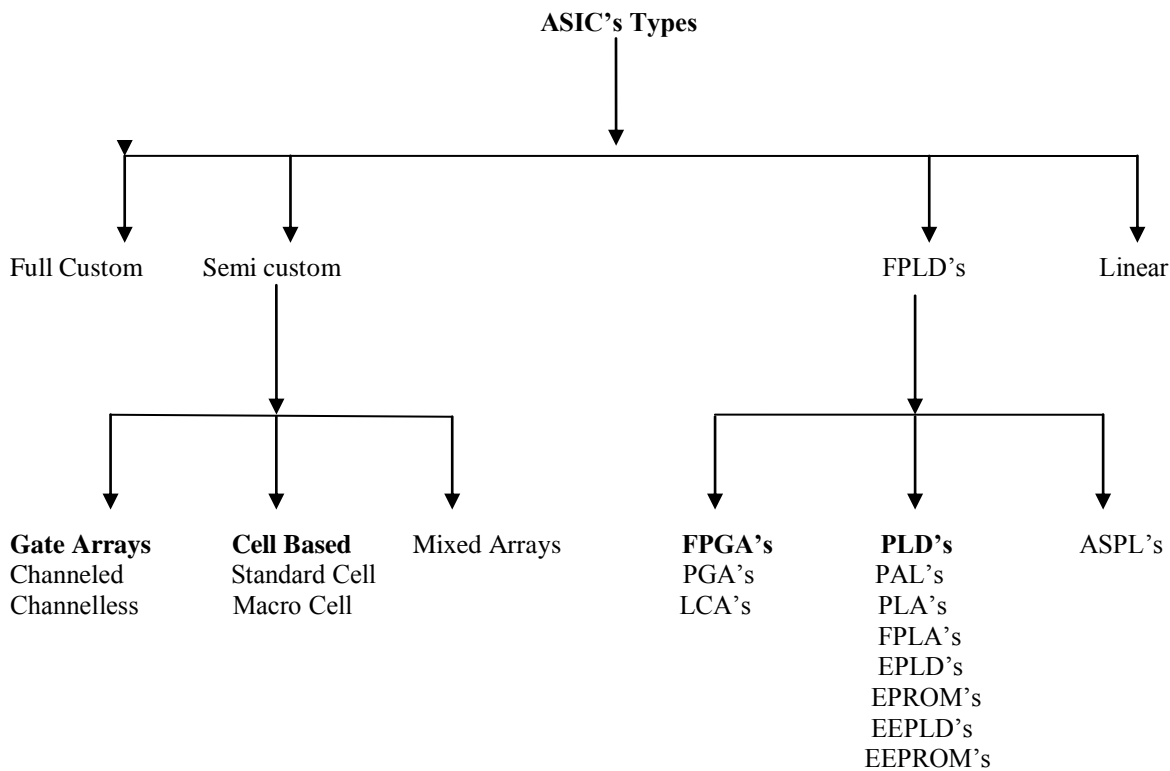 ASIC’s Types
Full Custom
Semi custom
FPLD’s
Linear
Gate Arrays
Channeled
Channelless
Cell Based
Standard Cell
Macro Cell
Mixed Arrays
FPGA’s
PGA’s
LCA’s
PLD’s
PAL’s
PLA’s
FPLA’s
EPLD’s
EPROM’s
EEPLD’s
EEPROM’s
ASPL’s